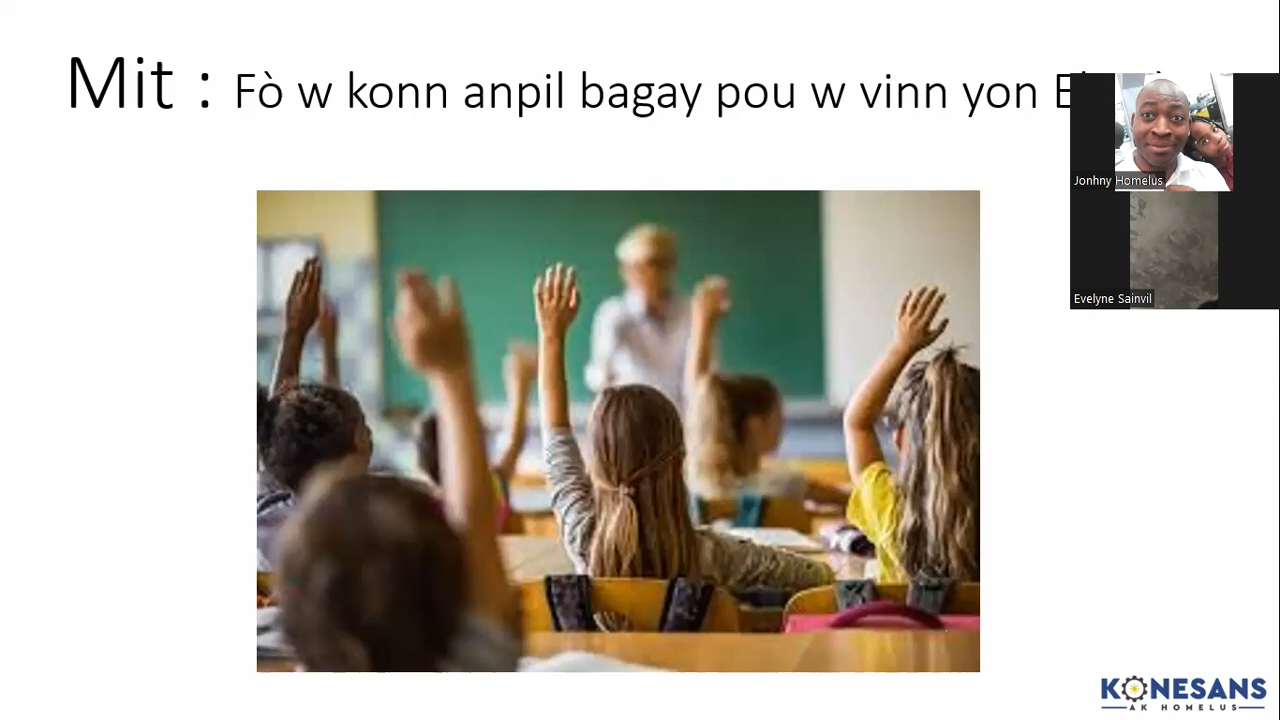 Mit : Fò w konn anpil bagay pou w vinn yon
Jonhny Homelus
Evelyne Sainvil
KONESANS
AK HOMELUS